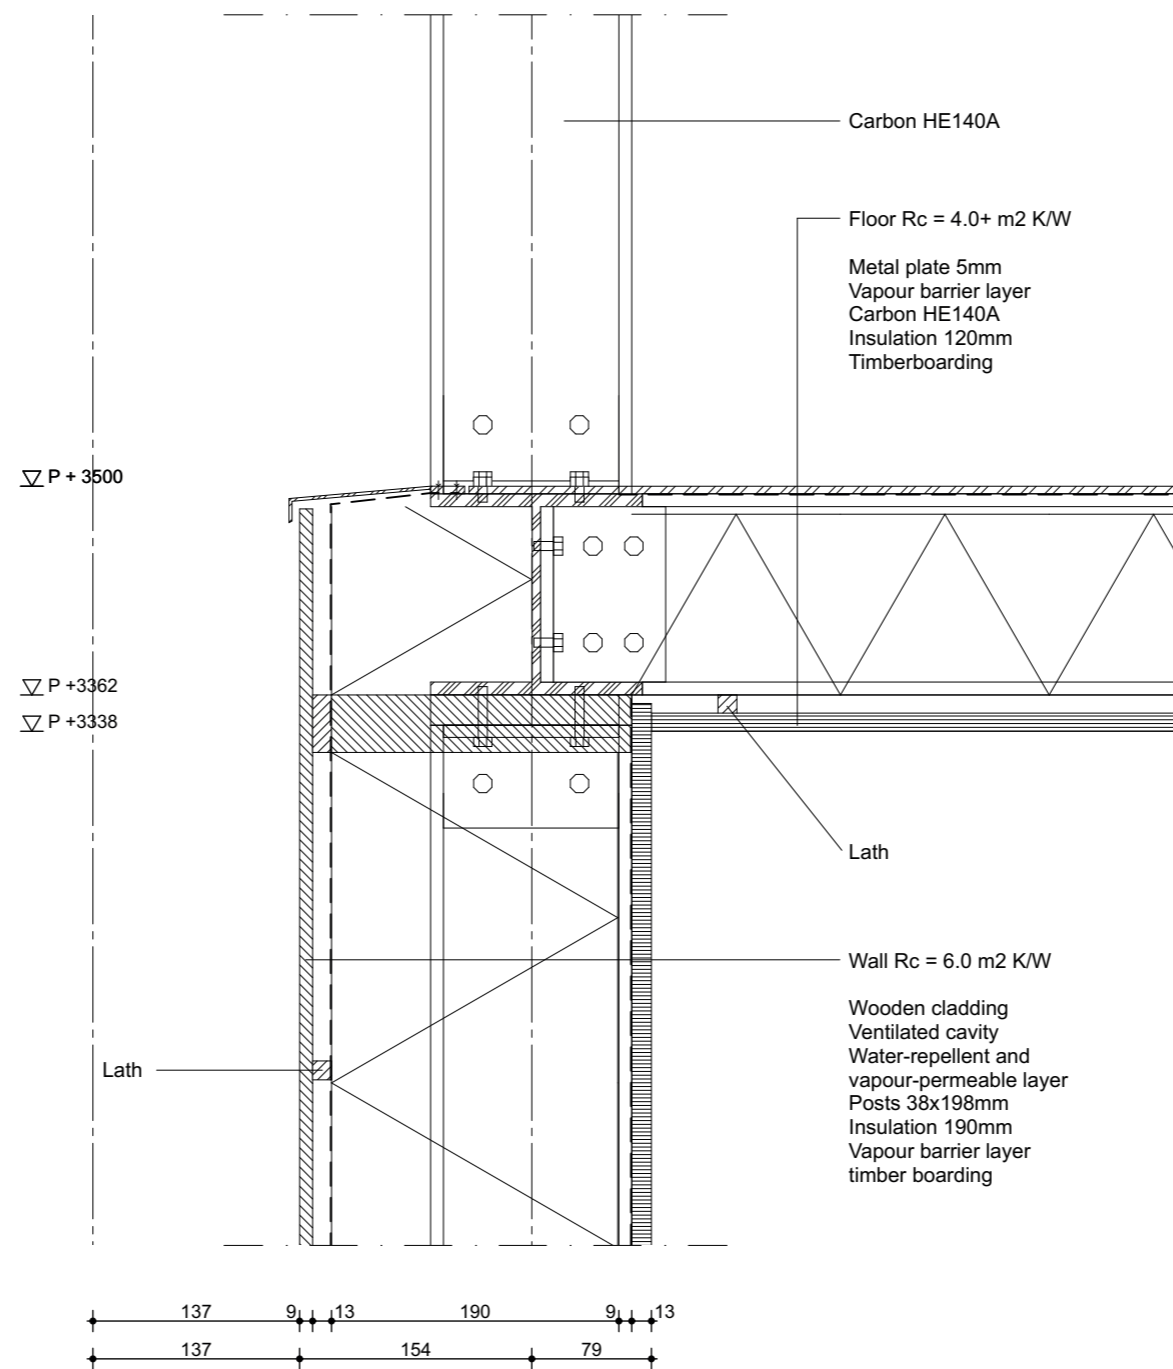 Carbon HE140A
Floor Rc = 4.0+ m2 K/W
Metal plate 5mm
Vapour barrier layer
Carbon HE140A
Insulation 120mm
Timberboarding
P + 3500
P +3362
P +3338
Lath
Wall Rc = 6.0 m2 K/W
Wooden cladding
Ventilated cavity
Water-repellent and
vapour-permeable layer
Posts 38x198mm
Insulation 190mm
Vapour barrier layer
timber boarding
Lath
137 9 13 190 9 13
137 154 79